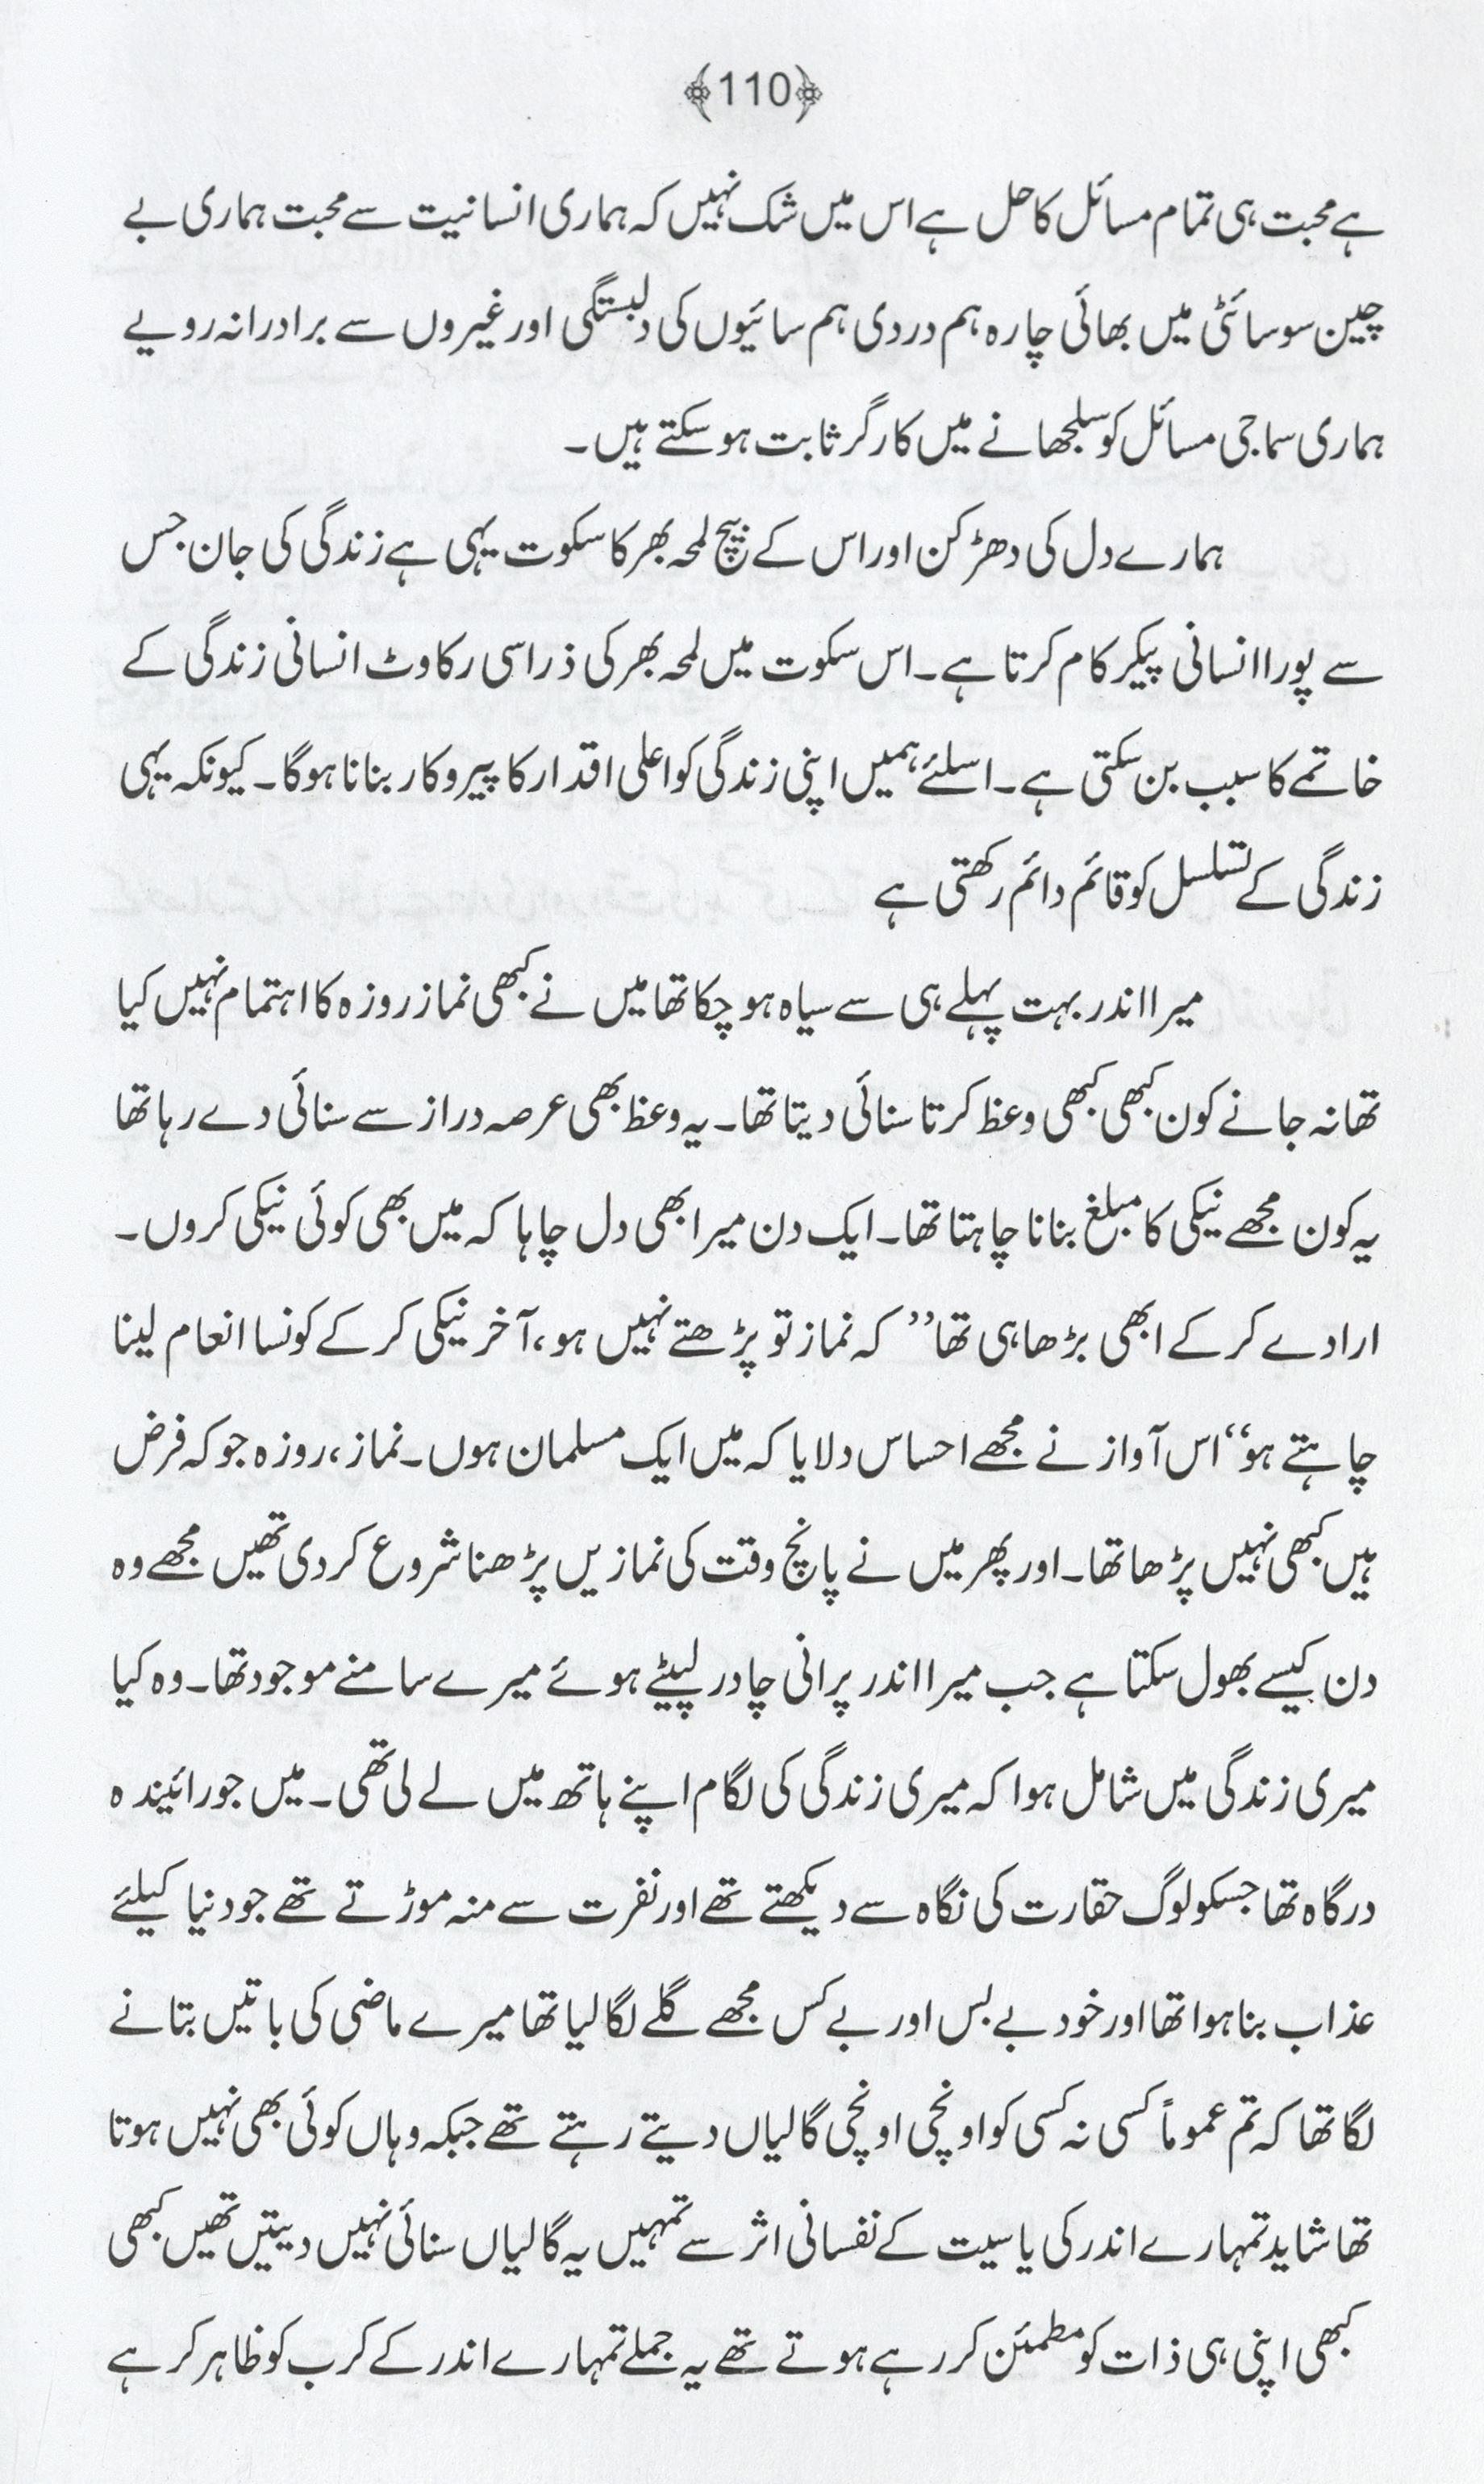 ﴾110﴿
ہے محبت ہی تمام مسائل کا حل ہے اس میں شک نہیں کہ ہماری انسانیت سے محبت ہماری بے
چین سوسائٹی میں بھائی چارہ ہم دردی ہم سائیوں کی دلبستگی اور غیروں سے برادرانہ رویے
ہماری سماجی مسائل کو سلجھانے میں کارگر ثابت ہو سکتے ہیں۔
ہمارے دل کی دھڑکن اور اس کے بیچ لمحہ بھر کا سکوت یہی ہے زندگی کی جان جس
سے پورا انسانی پیکر کام کرتا ہے۔ اس سکوت میں لمحہ بھر کی ذرا سی رکاوٹ انسانی زندگی کے
خاتمے کا سبب بن سکتی ہے۔ اسلئے ہمیں اپنی زندگی کو اعلی اقدار کا پیروکار بنانا ہوگا۔ کیونکہ یہی
زندگی کے تسلسل کو قائم دائم رکھتی ہے
میرا اندر بہت پہلے ہی سے سیاہ ہو چکا تھا میں نے کبھی نماز روزہ کا اہتمام نہیں کیا
تھا نہ جانے کون کبھی کبھی وعظ کرتا سنائی دیتا تھا۔ یہ وعظ بھی عرصہ دراز سے سنائی دے رہا تھا
یہ کون مجھے نیکی کا مبلغ بنانا چاہتا تھا۔ ایک دن میرا بھی دل چاہا کہ میں بھی کوئی نیکی کروں۔
ارادے کر کے ابھی بڑھا ہی تھا ’’ کہ نماز تو پڑھتے نہیں ہو، آخر نیکی کر کے کونسا انعام لینا
چاہتے ہو‘‘ اس آواز نے مجھے احساس دلایا کہ میں ایک مسلمان ہوں۔ نماز، روزہ جو کہ فرض
ہیں کبھی نہیں پڑھا تھا۔ اور پھر میں نے پانچ وقت کی نمازیں پڑھنا شروع کر دی تھیں مجھے وہ
دن کیسے بھول سکتا ہے جب میرا اندر پرانی چادر لپیٹے ہوئے میرے سامنے موجود تھا۔ وہ کیا
میری زندگی میں شامل ہوا کہ میری زندگی کی لگام اپنے ہاتھ میں لے لی تھی۔ میں جو رائیندہ
درگاہ تھا جسکو لوگ حقارت کی نگاہ سے دیکھتے تھے اور نفرت سے منہ موڑتے تھے جو دنیا کیلئے
عذاب بنا ہوا تھا اور خود بے بس اور بے کس مجھے گلے لگا لیا تھا میرے ماضی کی باتیں بتانے
لگا تھا کہ تم عموماً کسی نہ کسی کو اونچی اونچی گالیاں دیتے رہتے تھے جبکہ وہاں کوئی بھی نہیں ہوتا
تھا شاید تمہارے اندر کی یاسیت کے نفسانی اثر سے تمہیں یہ گالیاں سنائی نہیں دیتیں تھیں کبھی
کبھی اپنی ہی ذات کو مطمئن کر رہے ہوتے تھے یہ جملے تمہارے اندر کے کرب کو ظاہر کر ہے